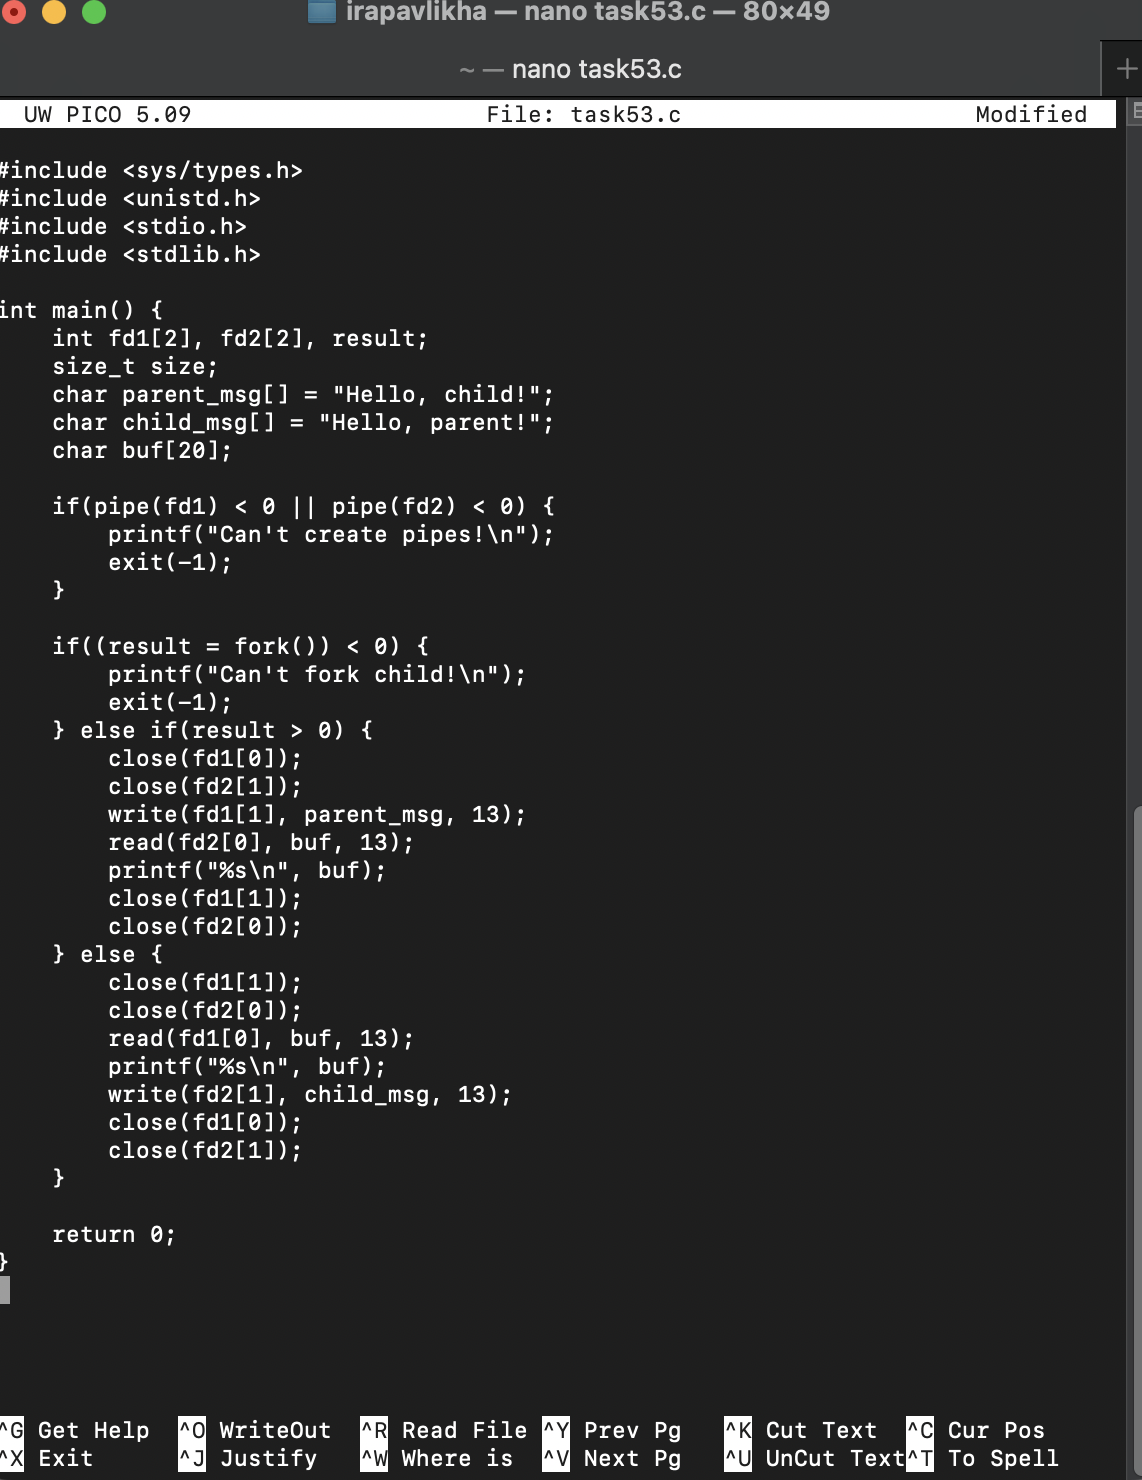 irapavlikha — nano task53.c — 80×49
~ — nano task53.c
UW PICO 5.09 File: task53.c Modified
#include <sys/types.h>
#include <unistd.h>
#include <stdio.h>
#include <stdlib.h>
int main() {
    int fd1[2], fd2[2], result;
    size_t size;
    char parent_msg[] = "Hello, child!";
    char child_msg[] = "Hello, parent!";
    char buf[20];
    if(pipe(fd1) < 0 || pipe(fd2) < 0) {
        printf("Can't create pipes!\n");
        exit(-1);
    }
    if((result = fork()) < 0) {
        printf("Can't fork child!\n");
        exit(-1);
    } else if(result > 0) {
        close(fd1[0]);
        close(fd2[1]);
        write(fd1[1], parent_msg, 13);
        read(fd2[0], buf, 13);
        printf("%s\n", buf);
        close(fd1[1]);
        close(fd2[0]);
    } else {
        close(fd1[1]);
        close(fd2[0]);
        read(fd1[0], buf, 13);
        printf("%s\n", buf);
        write(fd2[1], child_msg, 13);
        close(fd1[0]);
        close(fd2[1]);
    }
    return 0;
}
^G Get Help ^O WriteOut ^R Read File ^Y Prev Pg ^K Cut Text ^C Cur Pos
^X Exit ^J Justify ^W Where is ^V Next Pg ^U UnCut Text ^T To Spell